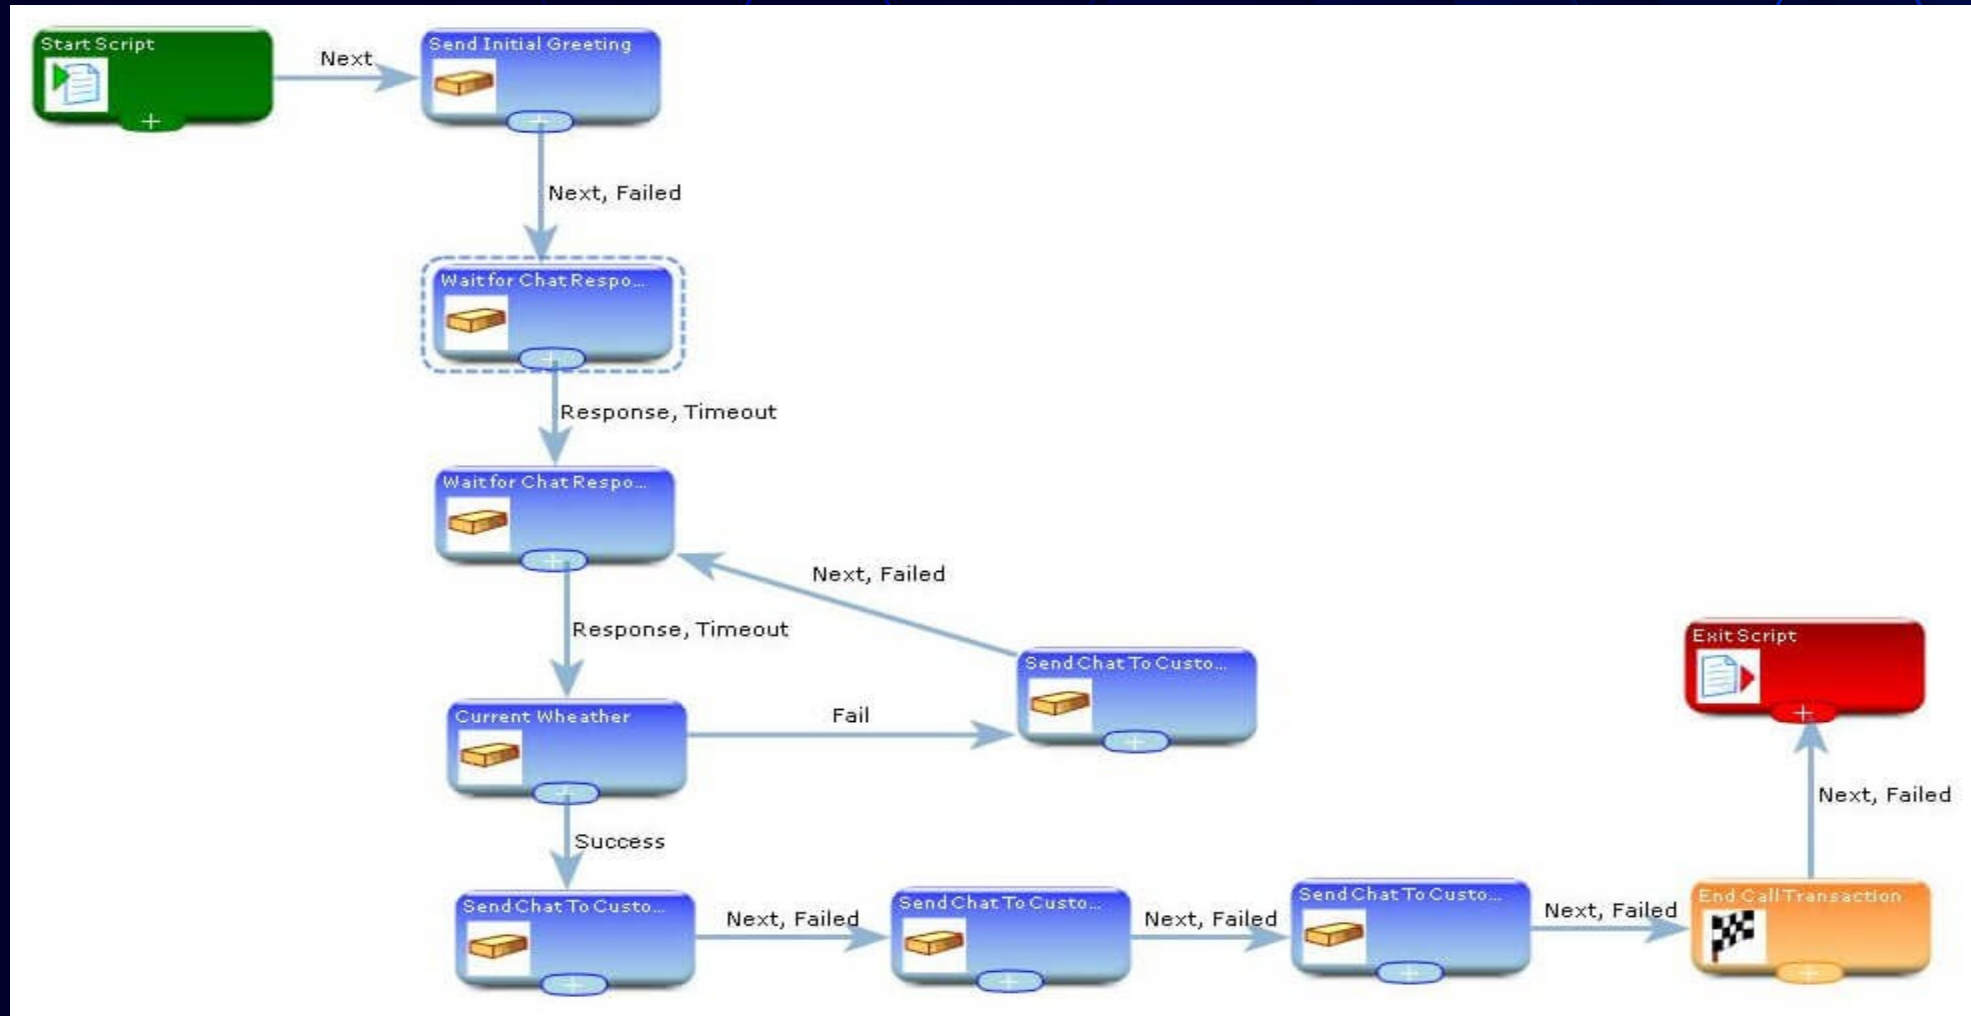 Start Script
Next
Send Initial Greeting
Next, Failed
Wait for Chat Respo...
Response, Timeout
Wait for Chat Respo...
Next, Failed
Response, Timeout
Send Chat To Custo...
Exit Script
Current Wheather
Fail
Next, Failed
Success
Send Chat To Custo...
Next, Failed
Send Chat To Custo...
Next, Failed
Send Chat To Custo...
Next, Failed
End Call Transaction